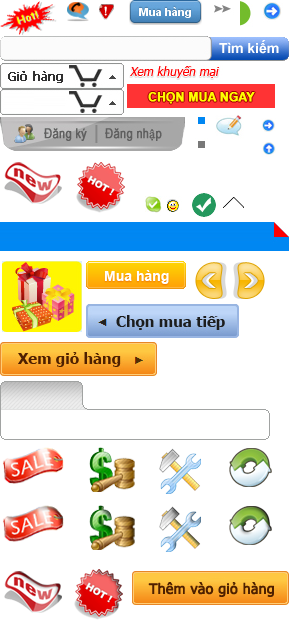 Hot!
Mua hàng
Tìm kiếm
Giỏ hàng
Xem khuyến mại
CHỌN MUA NGAY
Đăng ký
Đăng nhập
new
HOT !
Mua hàng
Chọn mua tiếp
Xem giỏ hàng
SALE
SALE
new
HOT !
Thêm vào giỏ hàng